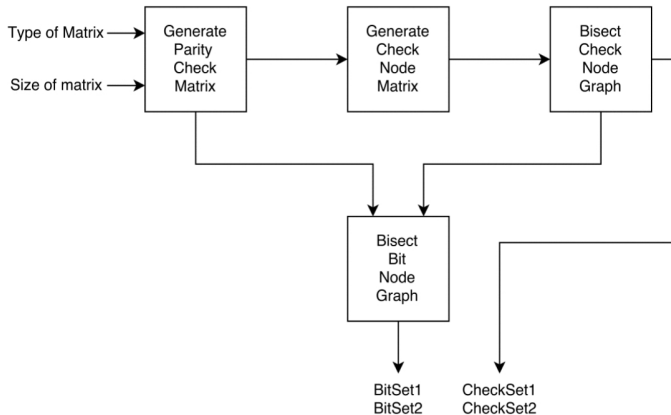 Type of Matrix
Size of matrix
Generate
Parity
Check
Matrix
Generate
Check
Node
Matrix
Bisect
Check
Node
Graph
Bisect
Bit
Node
Graph
BitSet1
BitSet2
CheckSet1
CheckSet2